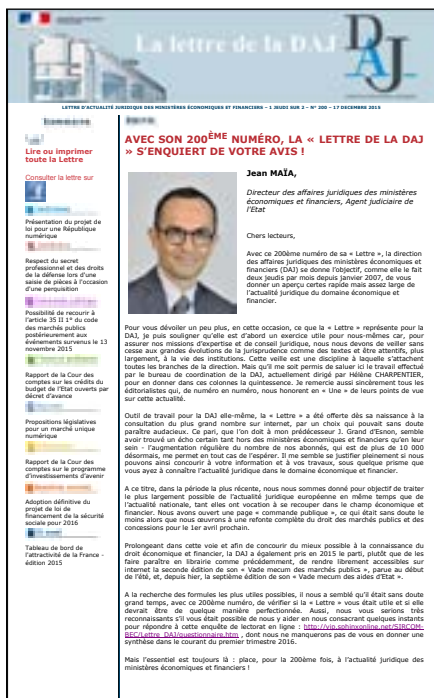 La lettre de la DAJ
DAJ
LETTRE D'ACTUALITÉ JURIDIQUE DES MINISTÈRES ÉCONOMIQUES ET FINANCIERS – 1 JEUDI SUR 2 – N° 200 – 17 DECEMBRE 2015
Lire ou imprimer
toute la Lettre
Consulter la lettre sur
Présentation du projet de
loi pour une République
numérique
Respect du secret
professionnel et des droits
de la défense lors d'une
saisie de pièces à l'occasion
d'une perquisition
Possibilité de recourir à
l'article 35 II 1° du code
des marchés publics
postérieurement aux
événements survenus le 13
novembre 2015
Rapport de la Cour des
comptes sur les crédits du
budget de l'Etat ouverts par
décret d'avance
Propositions législatives
pour un marché unique
numérique
Rapport de la Cour des
comptes sur le programme
d'investissements d'avenir
Adoption définitive du
projet de loi de
financement de la sécurité
sociale pour 2016
Tableau de bord de
l'attractivité de la France -
édition 2015
AVEC SON 200ÈME NUMÉRO, LA « LETTRE DE LA DAJ
» S'ENQUIERT DE VOTRE AVIS !
Jean MAÏA,
Directeur des affaires juridiques des ministères
économiques et financiers, Agent judiciaire de
l'Etat
Chers lecteurs,
Avec ce 200ème numéro de sa « Lettre », la direction
des affaires juridiques des ministères économiques et
financiers (DAJ) se donne l'objectif, comme elle le fait
deux jeudis par mois depuis janvier 2007, de vous
donner un aperçu certes rapide mais assez large de
l'actualité juridique du domaine économique et
financier.
Pour vous dévoiler un peu plus, en cette occasion, ce que la « Lettre » représente pour la
DAJ, je puis souligner qu'elle est d'abord un exercice utile pour nous-mêmes car, pour
assurer nos missions d'expertise et de conseil juridique, nous nous devons de veiller sans
cesse aux grandes évolutions de la jurisprudence comme des textes et être attentifs, plus
largement, à la vie des institutions. Cette veille est une discipline à laquelle s'attachent
toutes les branches de la direction. Mais qu'il me soit permis de saluer ici le travail effectué
par le bureau de coordination de la DAJ, actuellement dirigé par Hélène CHARPENTIER,
pour en donner dans ces colonnes la quintessence. Je remercie aussi sincèrement tous les
éditorialistes qui, de numéro en numéro, nous honorent en « Une » de leurs points de vue
sur cette actualité.
Outil de travail pour la DAJ elle-même, la « Lettre » a été offerte dès sa naissance à la
consultation du plus grand nombre sur internet, par un choix qui pouvait sans doute
paraître audacieux. Ce pari, que l'on doit à mon prédécesseur J. Grand d'Esnon, semble
avoir trouvé un écho certain tant hors des ministères économiques et financiers qu'en leur
sein - l'augmentation régulière du nombre de nos abonnés, qui est de plus de 10 000
désormais, me permet en tout cas de l'espérer. Il me semble se justifier pleinement si nous
pouvons ainsi concourir à votre information et à vos travaux, sous quelque prisme que
vous ayez à connaître l'actualité juridique dans le domaine économique et financier.
A ce titre, dans la période la plus récente, nous nous sommes donné pour objectif de traiter
le plus largement possible de l'actualité juridique européenne en même temps que de
l'actualité nationale, tant elles ont vocation à se recouper dans le champ économique et
financier. Nous avons ouvert une page « commande publique », ce qui était sans doute le
moins alors que nous œuvrons à une refonte complète du droit des marchés publics et des
concessions pour le 1er avril prochain.
Prolongeant dans cette voie et afin de concourir du mieux possible à la connaissance du
droit économique et financier, la DAJ a également pris en 2015 le parti, plutôt que de les
faire paraître en librairie comme précédemment, de rendre librement accessibles sur
internet la seconde édition de son « Vade mecum des marchés publics », parue au début
de l'été, et, depuis hier, la septième édition de son « Vade mecum des aides d'Etat ».
A la recherche des formules les plus utiles possibles, il nous a semblé qu'il était sans doute
grand temps, avec ce 200ème numéro, de vérifier si la « Lettre » vous était utile et si elle
devrait être de quelque manière perfectionnée. Aussi, nous vous serions très
reconnaissants s'il vous était possible de nous y aider en nous consacrant quelques instants
pour répondre à cette enquête de lectorat en ligne : http://vip.sphinxonline.net/SIRCOM-
BEC/Lettre_DAJ/questionnaire.htm , dont nous ne manquerons pas de vous en donner une
synthèse dans le courant du premier trimestre 2016.
Mais l'essentiel est toujours là : place, pour la 200ème fois, à l'actualité juridique des
ministères économiques et financiers !